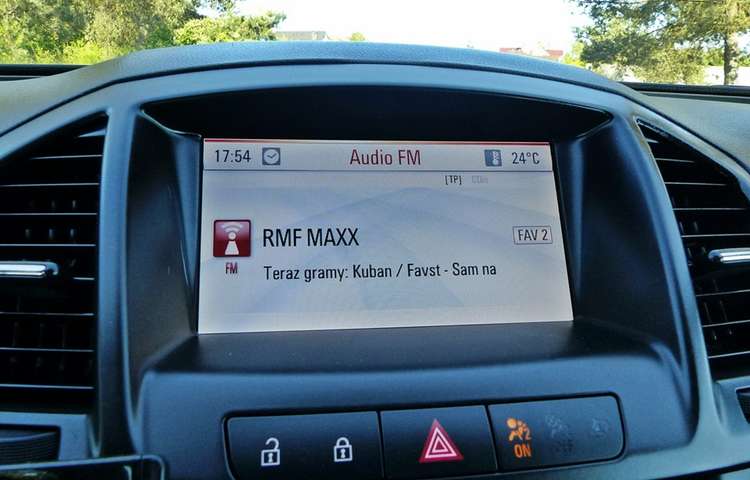 17:54 Audio FM 24°C
[TP]
RMF MAXX FAV 2
FM
Teraz gramy: Kuban / Favst - Sam na
2
ON